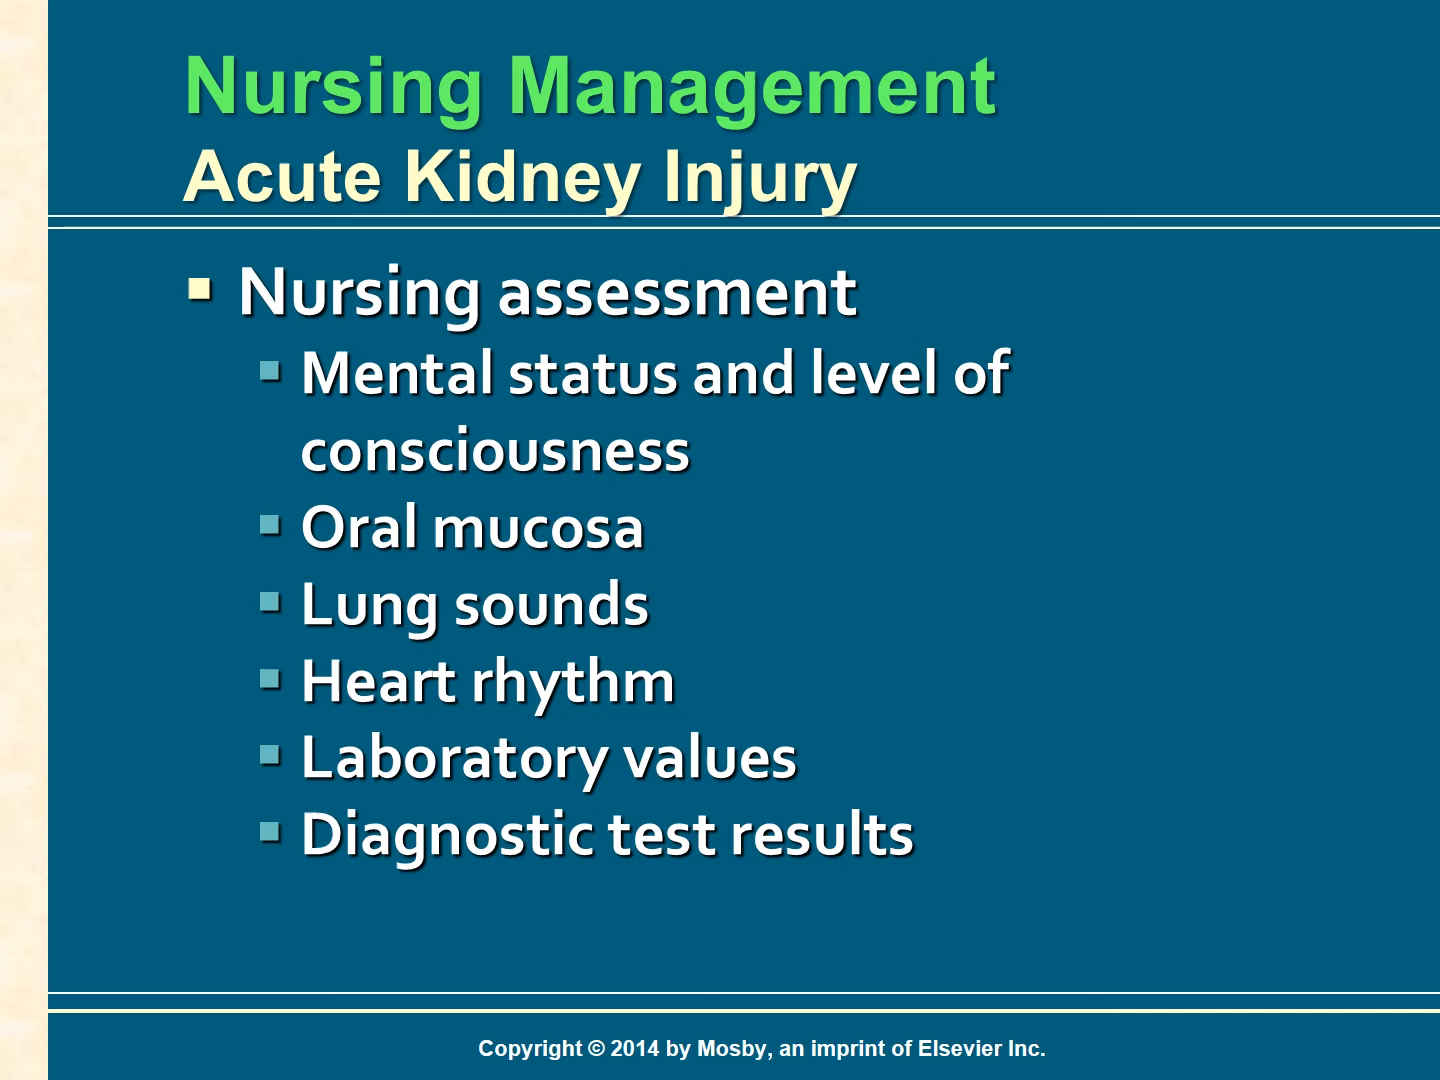 Nursing Management
Acute Kidney Injury
Nursing assessment
Mental status and level of
consciousness
Oral mucosa
Lung sounds
Heart rhythm
Laboratory values
Diagnostic test results
Copyright © 2014 by Mosby, an imprint of Elsevier Inc.